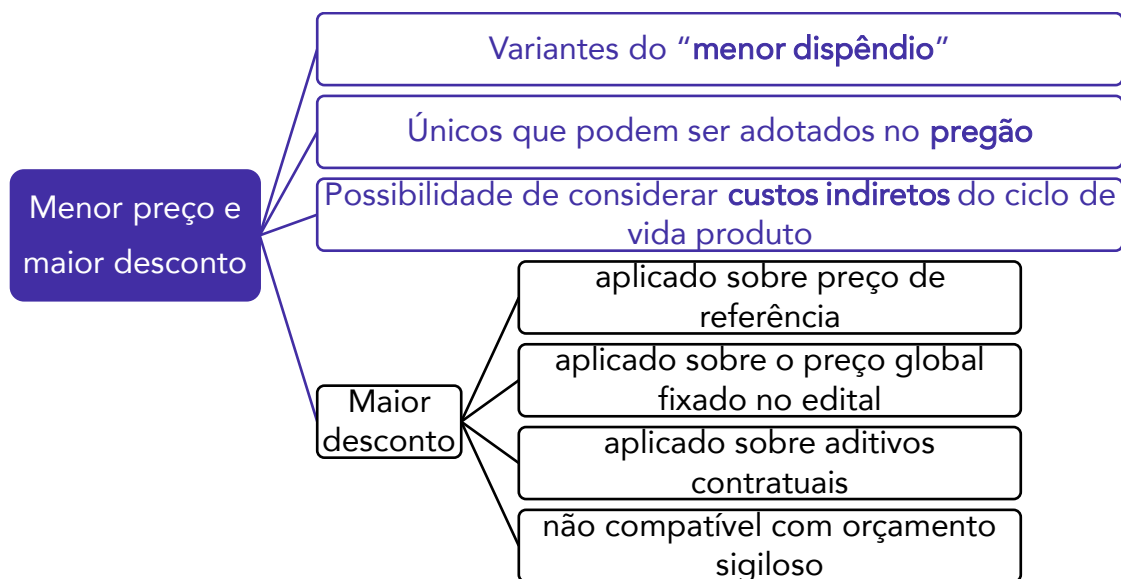 Variantes do “menor dispêndio”
Únicos que podem ser adotados no pregão
Menor preço e
maior desconto
Possibilidade de considerar custos indiretos do ciclo de
vida produto
Maior
desconto
aplicado sobre preço de
referência
aplicado sobre o preço global
fixado no edital
aplicado sobre aditivos
contratuais
não compatível com orçamento
sigiloso